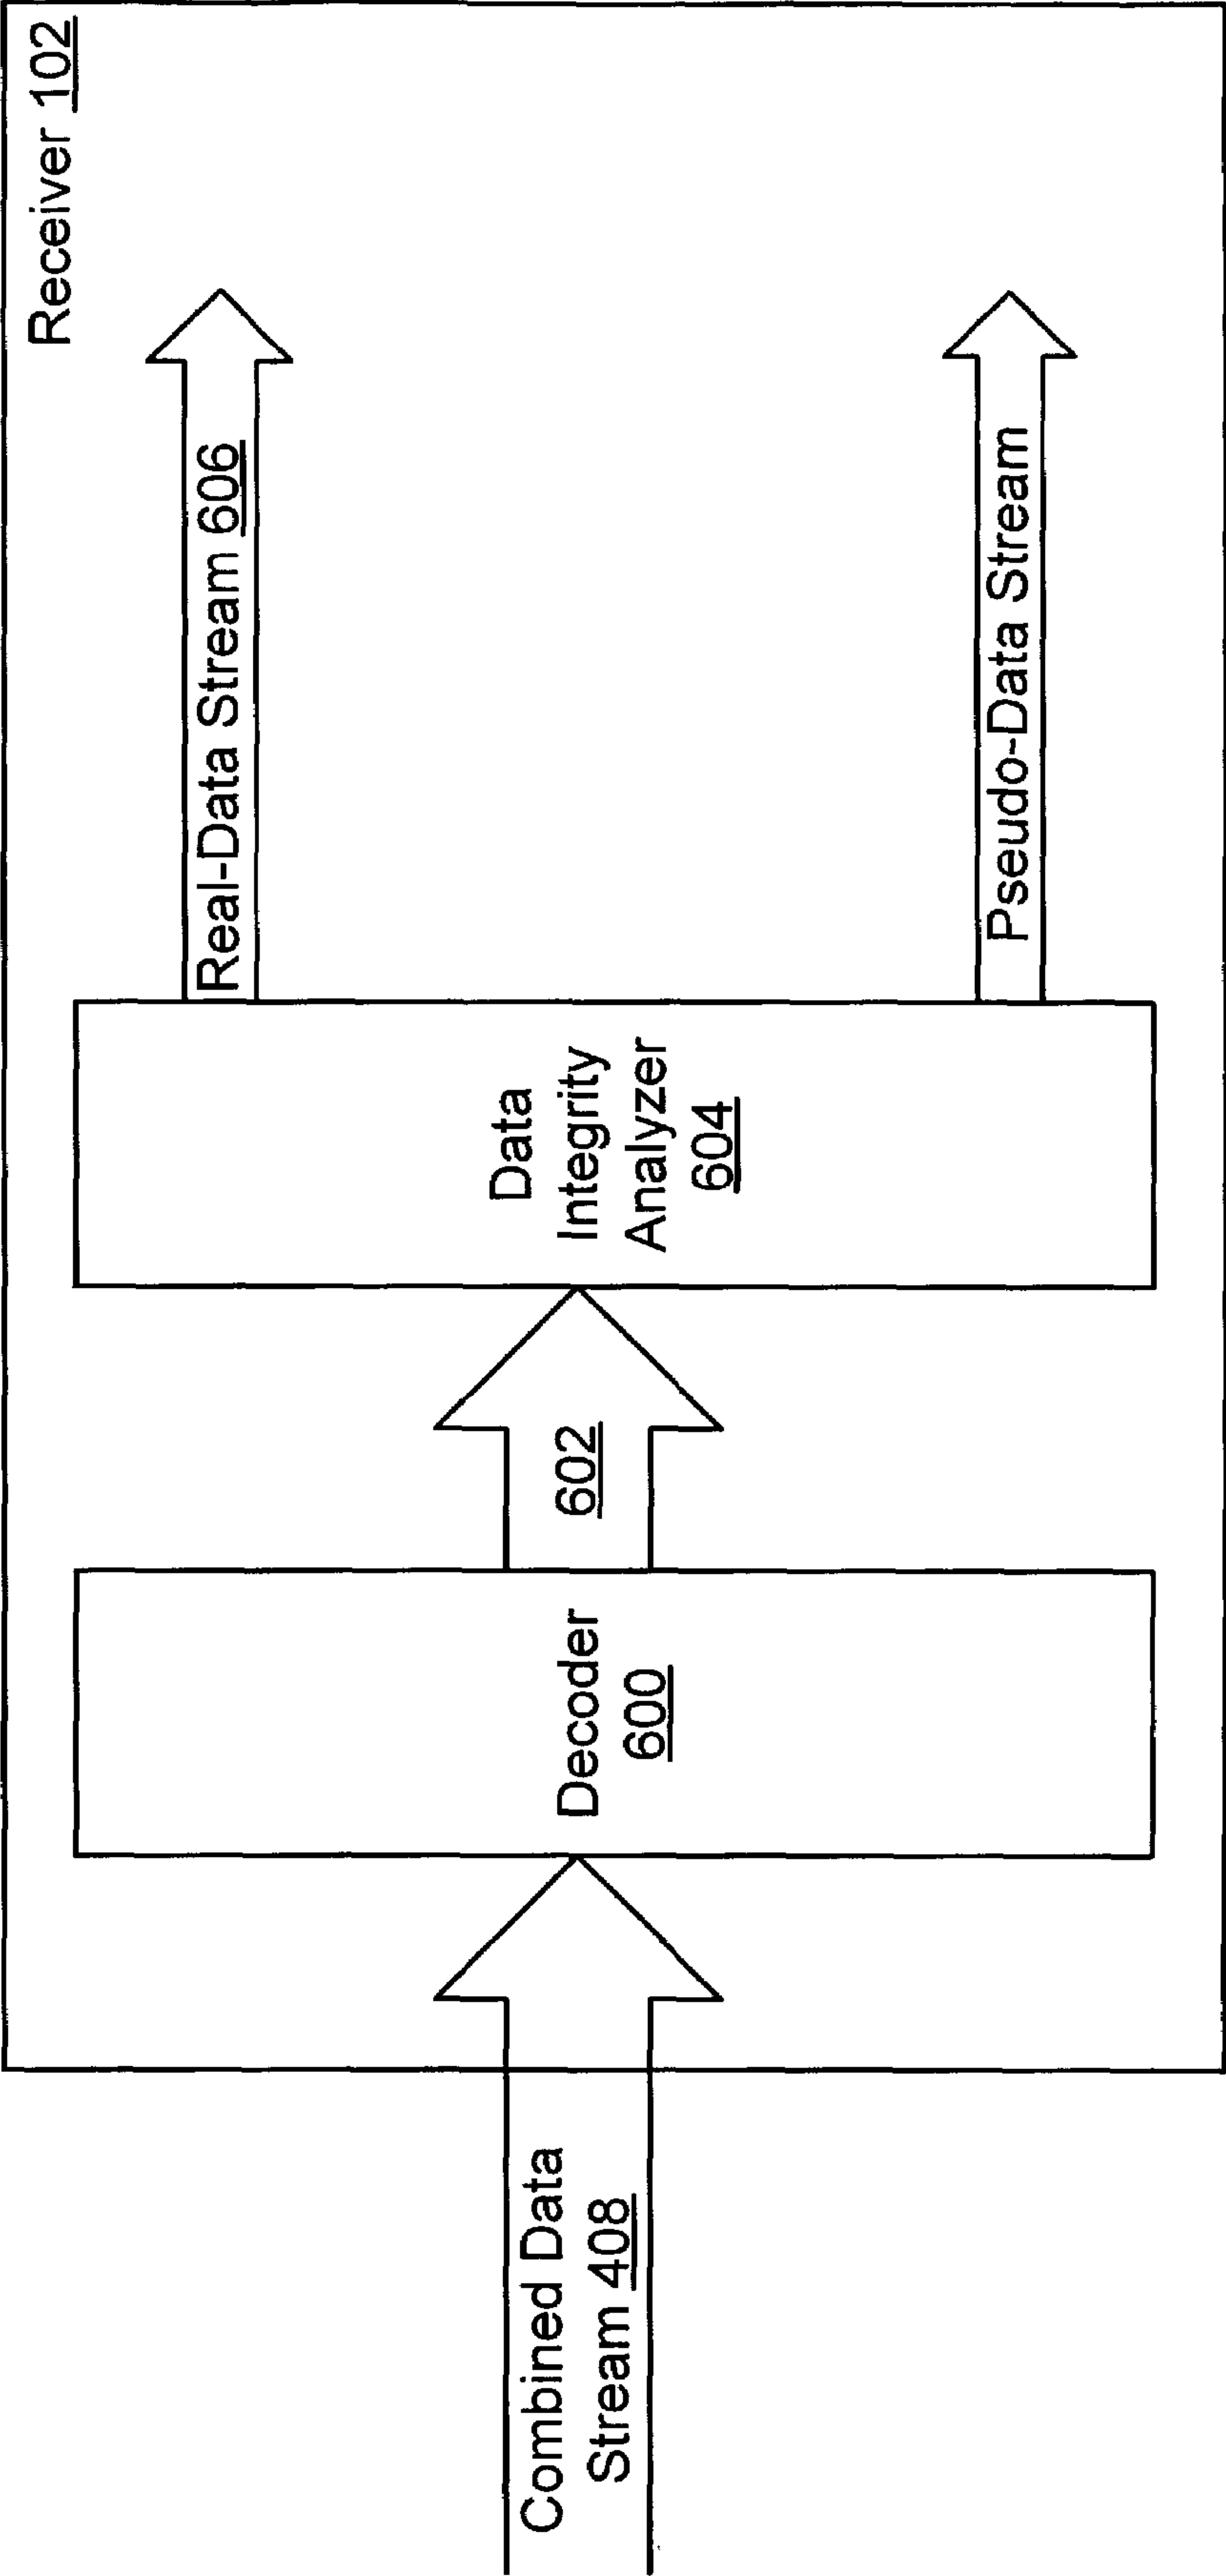 Receiver 102
Combined Data
Stream 408
Decoder
600
602
Data
Integrity
Analyzer
604
Real-Data Stream 606
Pseudo-Data Stream